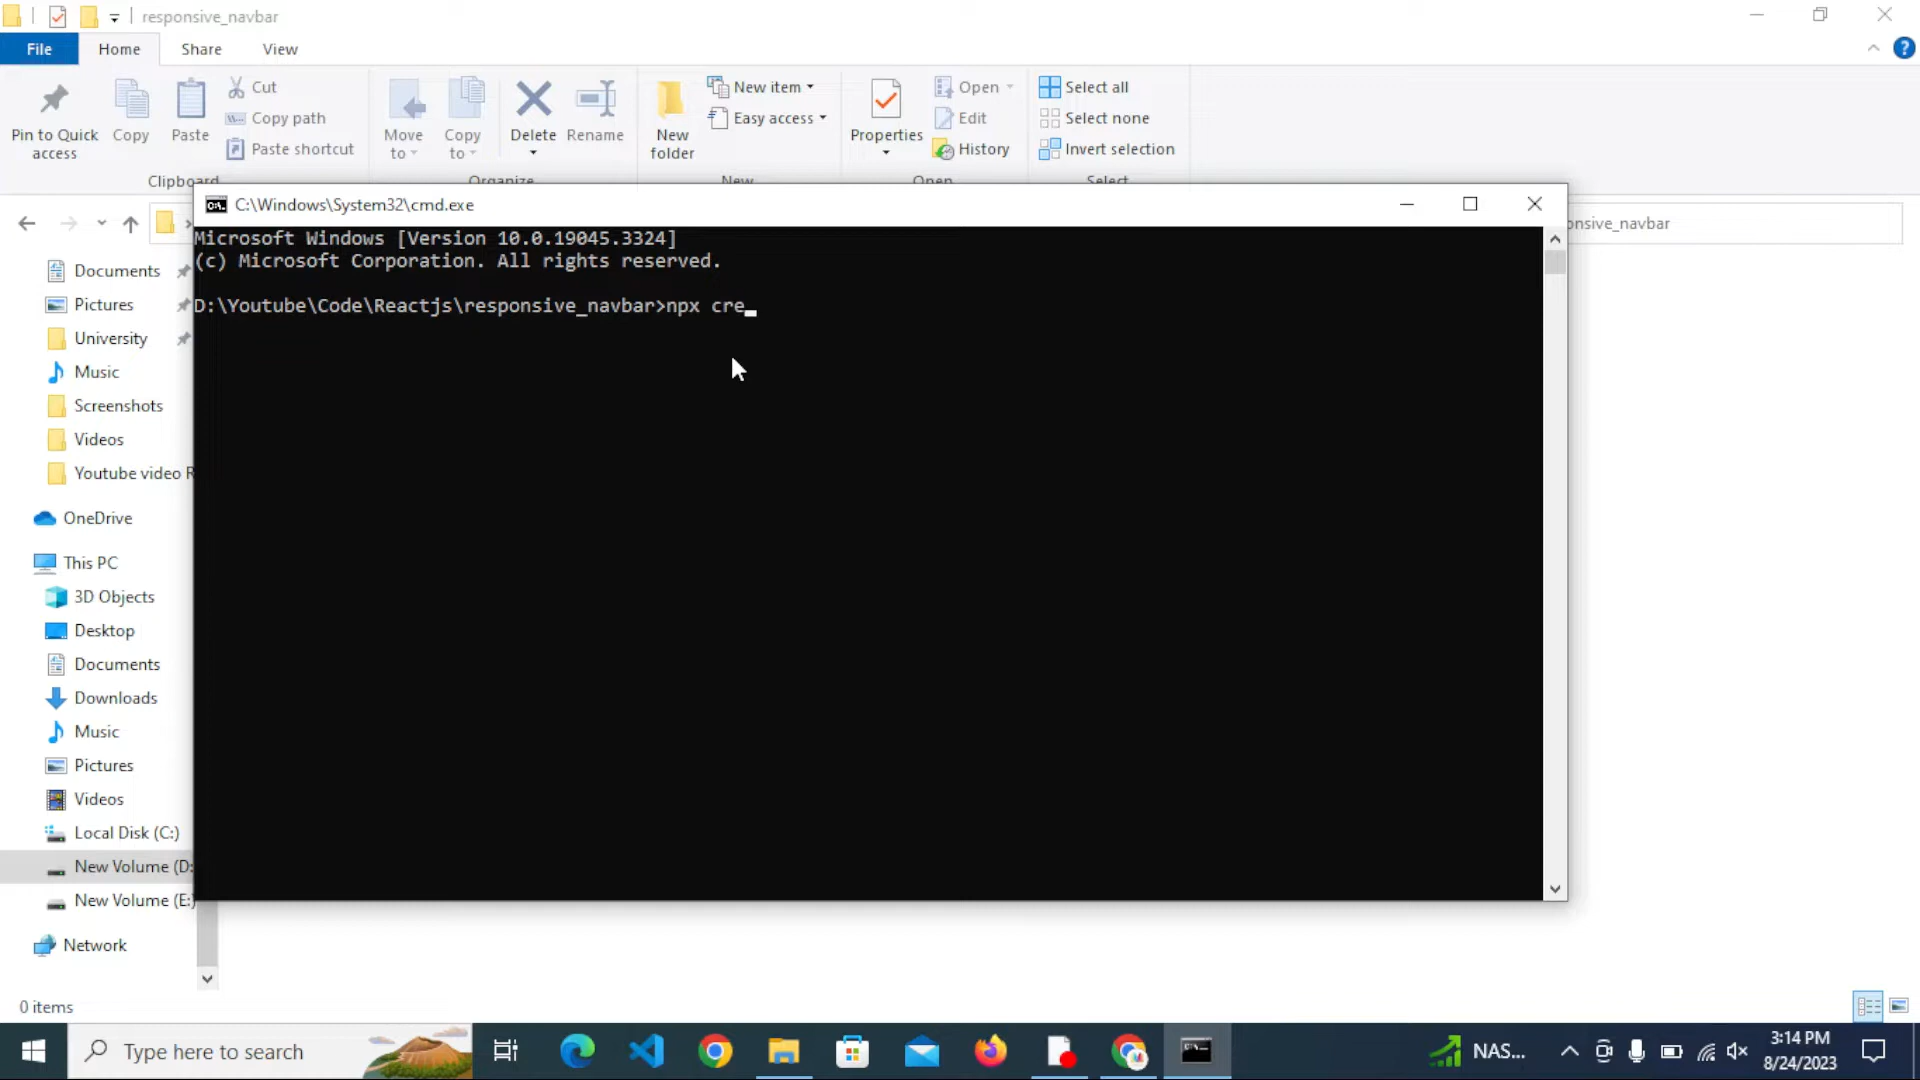 responsive_navbar
File
Home
Share
View
Pin to Quick access
Copy
Paste
Cut
Copy path
Paste shortcut
Clipboard
Move to
Copy to
Delete
Rename
Organize
New folder
New item
Easy access
New
Properties
Open
Edit
History
Open
Select all
Select none
Invert selection
Select
C:\Windows\System32\cmd.exe
onsive_navbar
Microsoft Windows [Version 10.0.19045.3324]
(c) Microsoft Corporation. All rights reserved.
D:\Youtube\Code\Reactjs\responsive_navbar>npx cre_
Documents
Pictures
University
Music
Screenshots
Videos
Youtube video R
OneDrive
This PC
3D Objects
Desktop
Documents
Downloads
Music
Pictures
Videos
Local Disk (C:)
New Volume (D:
New Volume (E:)
Network
0 items
Type here to search
NAS...
3:14 PM
8/24/2023